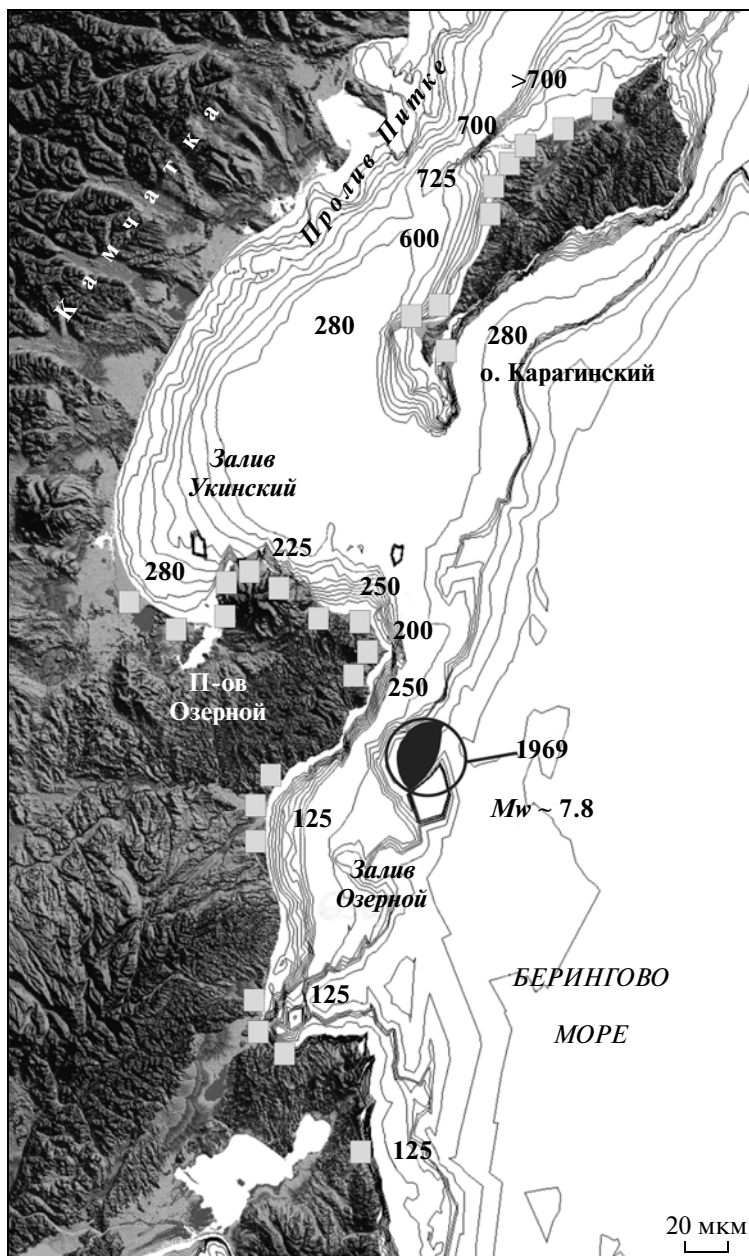 >700
Пролив Питке
700
Камчатка
725
600
280
280
о. Карагинский
Залив
Укинский
225
280
250
200
П-ов
Озерной
250
1969
Mw ~ 7.8
125
Залив
Озерной
БЕРИНГОВО
125
МОРЕ
125
20 мкм